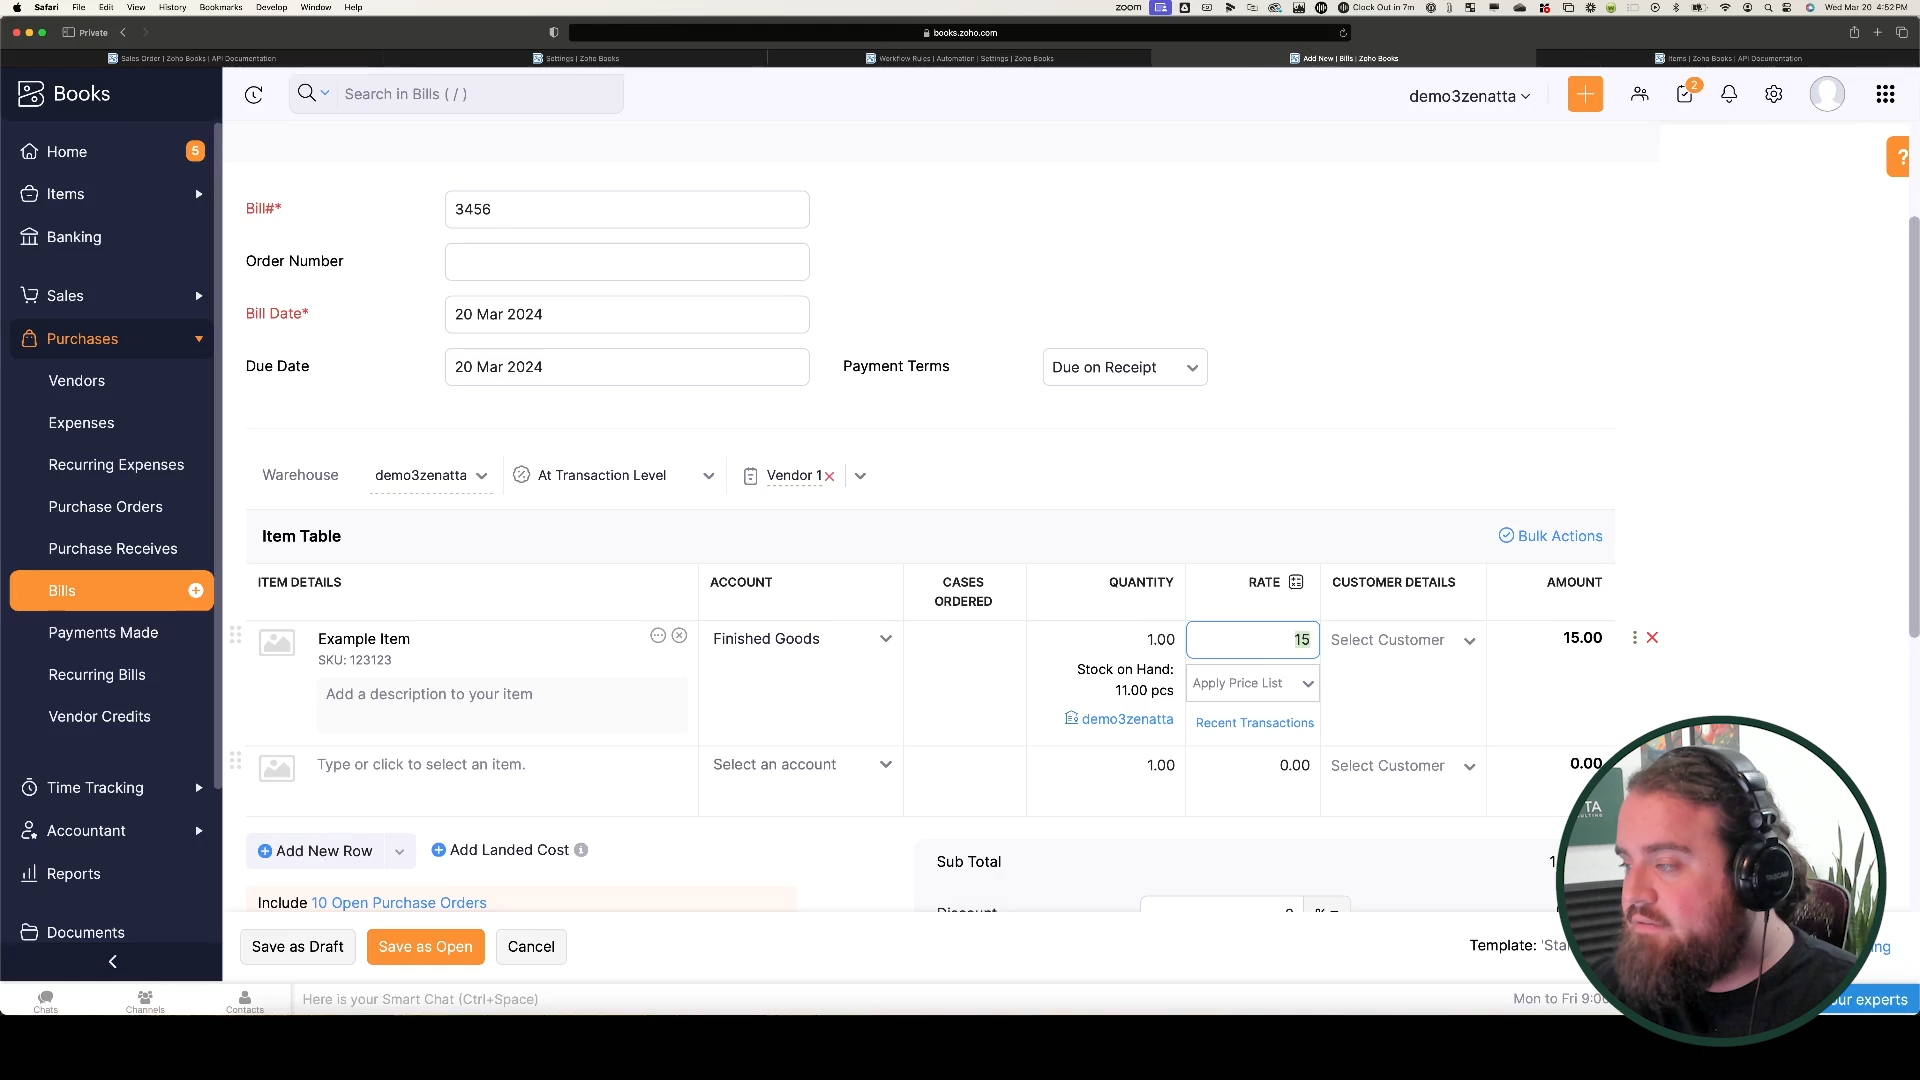 Safari File Edit View History Bookmarks Develop Window Help
zoom Clock Out in 7m Wed Mar 20 4:52 PM
Private
books.zoho.com
Sales Order | Zoho Books | API Documentation
Settings | Zoho Books
Workflow Rules | Automation | Settings | Zoho Books
Add New | Bills | Zoho Books
Items | Zoho Books | API Documentation
Books
Search in Bills ( / )
demo3zenatta
2
Home
5
Items
Banking
Sales
Purchases
Vendors
Expenses
Recurring Expenses
Purchase Orders
Purchase Receives
Bills
Payments Made
Recurring Bills
Vendor Credits
Time Tracking
Accountant
Reports
Documents
?
Bill#*
3456
Order Number
Bill Date*
20 Mar 2024
Due Date
20 Mar 2024
Payment Terms
Due on Receipt
Warehouse
demo3zenatta
At Transaction Level
Vendor 1
Item Table
Bulk Actions
ITEM DETAILS
ACCOUNT
CASES
ORDERED
QUANTITY
RATE
CUSTOMER DETAILS
AMOUNT
Example Item
SKU: 123123
Add a description to your item
Finished Goods
1.00
Stock on Hand:
11.00 pcs
demo3zenatta
15
Apply Price List
Recent Transactions
Select Customer
15.00
Type or click to select an item.
Select an account
1.00
0.00
Select Customer
0.00
Add New Row
Add Landed Cost
Include 10 Open Purchase Orders
Sub Total
Discount
Save as Draft
Save as Open
Cancel
Template:
Chats
Channels
Contacts
Here is your Smart Chat (Ctrl+Space)
Mon to Fri
experts